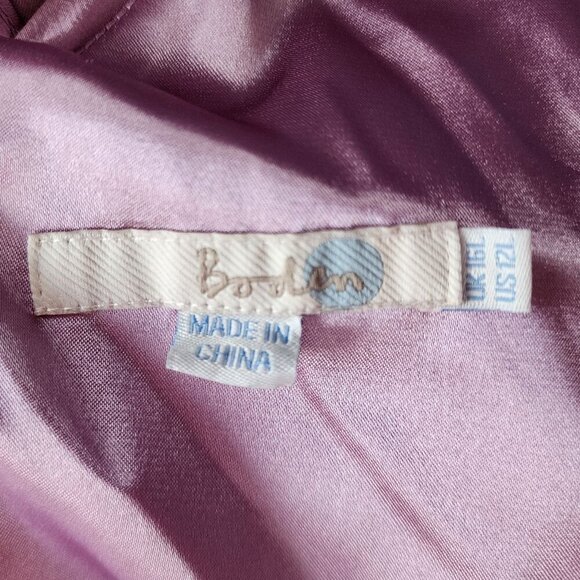 Boden
MADE IN
CHINA
UK 16L
US 12L